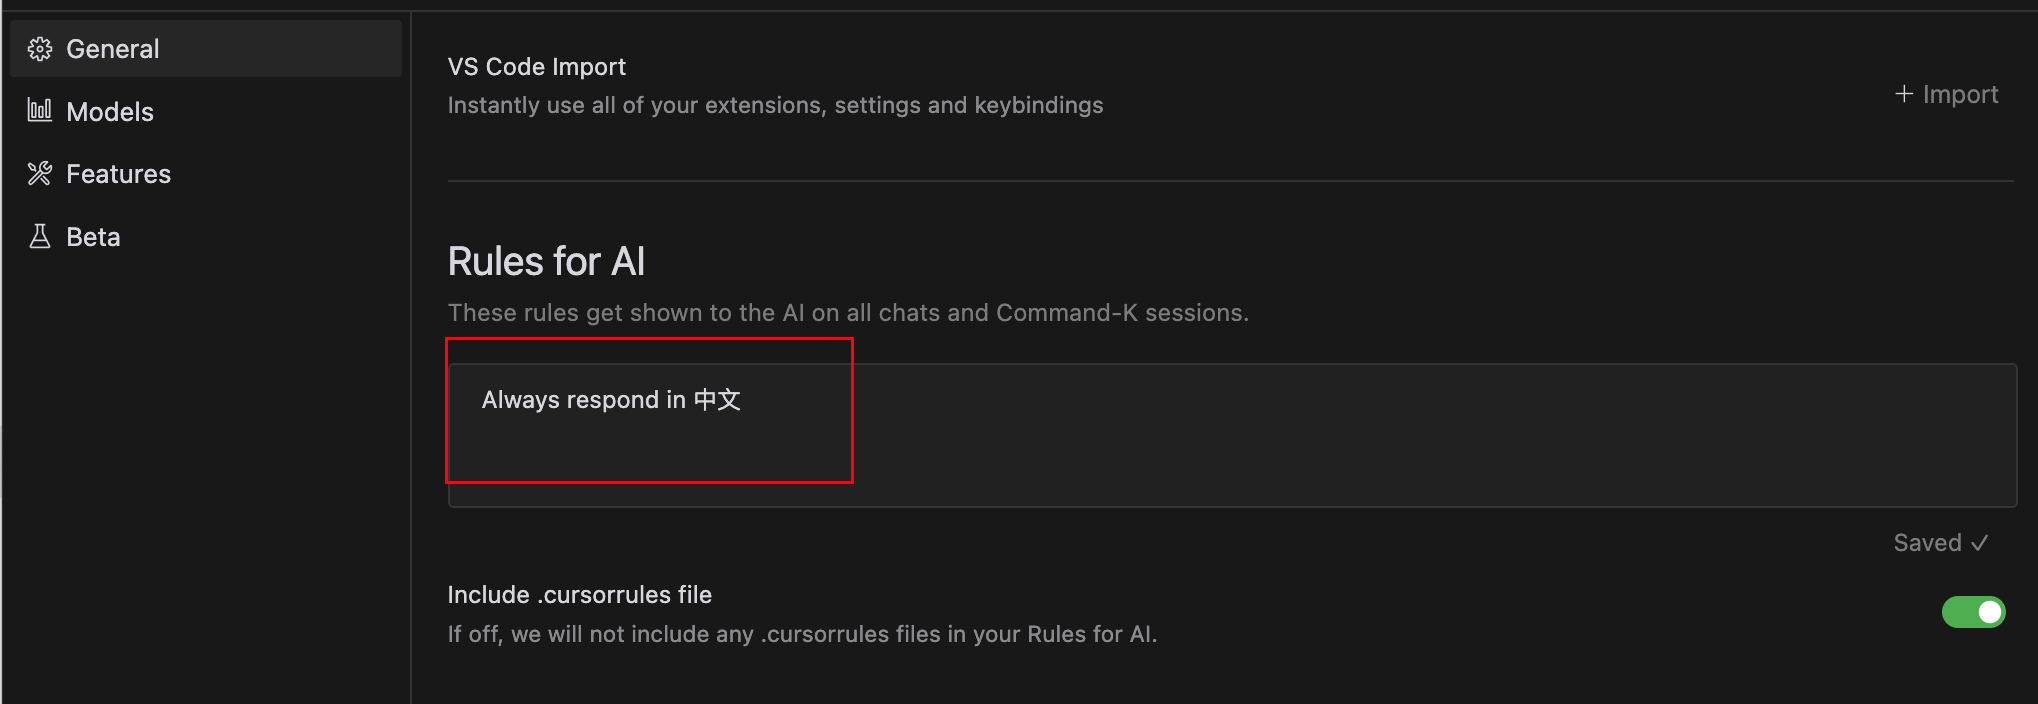 General
Models
Features
Beta
VS Code Import
Instantly use all of your extensions, settings and keybindings
+ Import
Rules for AI
These rules get shown to the AI on all chats and Command-K sessions.
Always respond in 中文
Saved ✓
Include .cursorrules file
If off, we will not include any .cursorrules files in your Rules for AI.